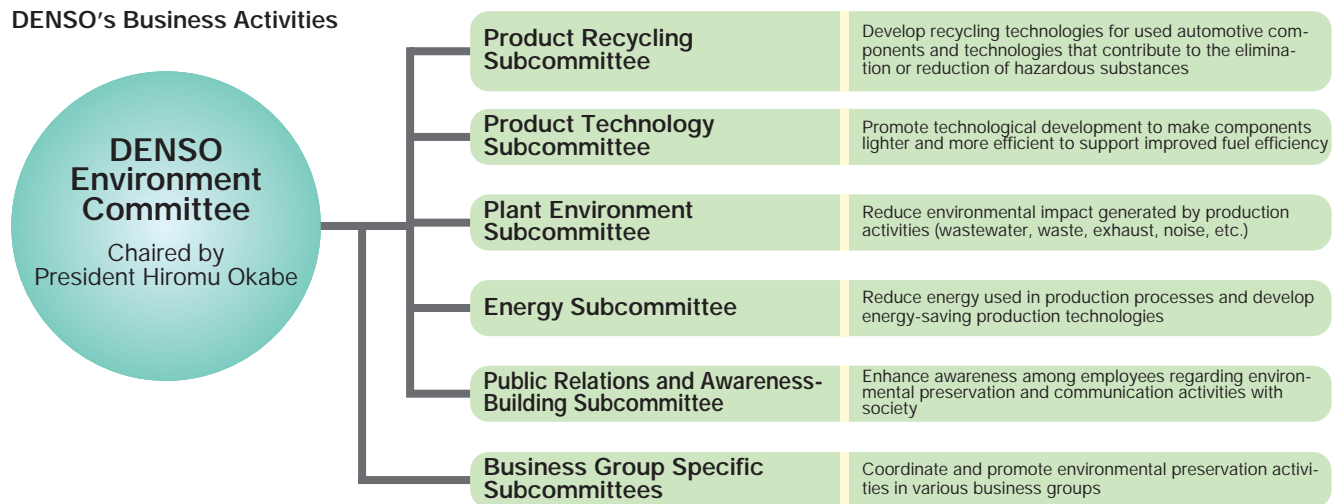 DENSO's Business Activities
DENSO
Environment
Committee
Chaired by
President Hiromu Okabe
Product Recycling
Subcommittee
Develop recycling technologies for used automotive com-
ponents and technologies that contribute to the elimina-
tion or reduction of hazardous substances
Product Technology
Subcommittee
Promote technological development to make components
lighter and more efficient to support improved fuel efficiency
Plant Environment
Subcommittee
Reduce environmental impact generated by production
activities (wastewater, waste, exhaust, noise, etc.)
Energy Subcommittee
Reduce energy used in production processes and develop
energy-saving production technologies
Public Relations and Awareness-
Building Subcommittee
Enhance awareness among employees regarding environ-
mental preservation and communication activities with
society
Business Group Specific
Subcommittees
Coordinate and promote environmental preservation activi-
ties in various business groups